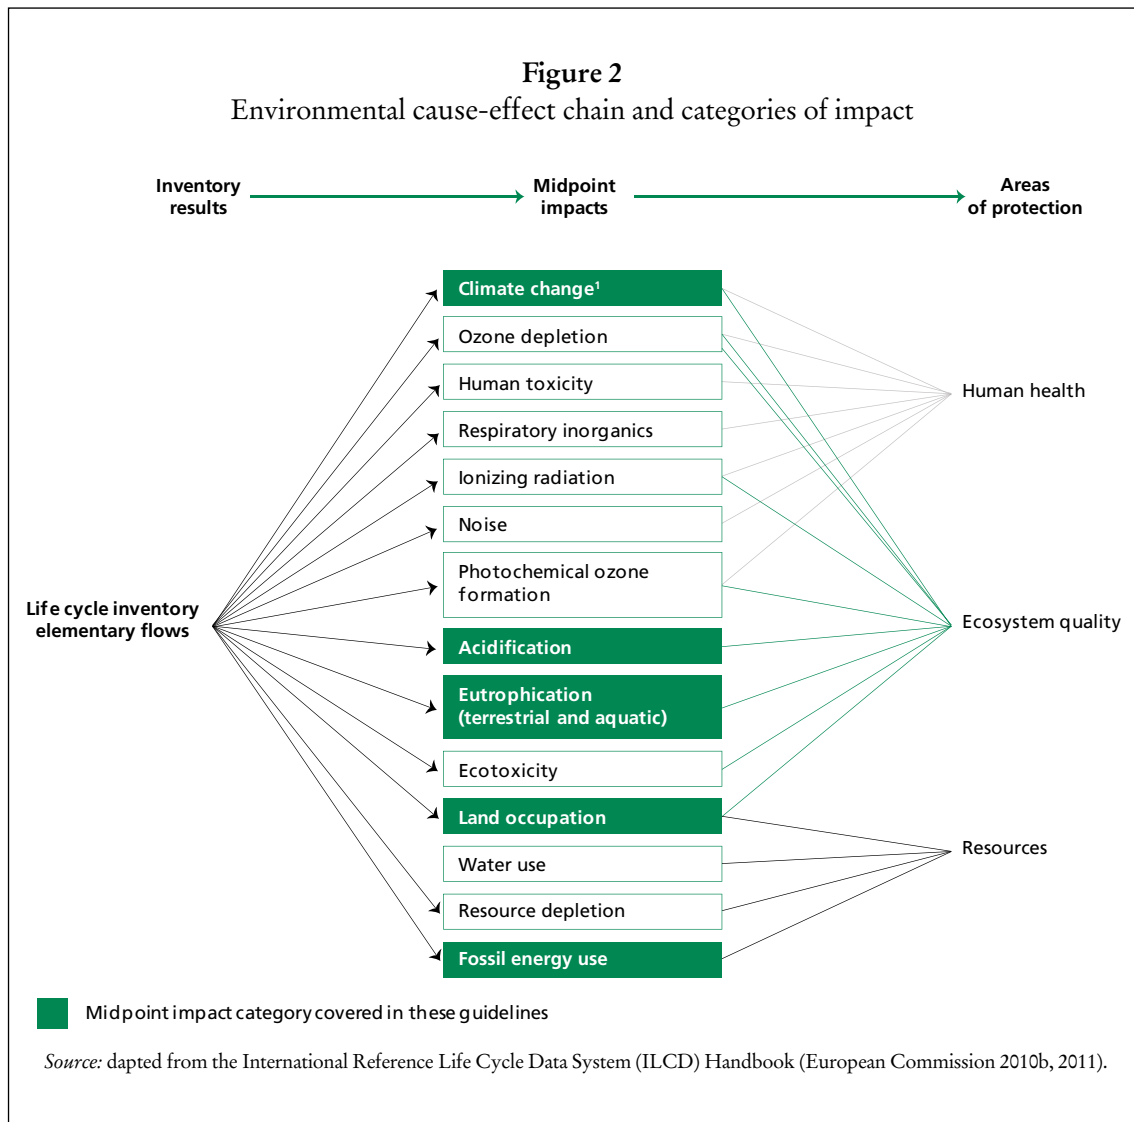 Figure 2
Environmental cause-effect chain and categories of impact
Inventory
results
Midpoint
impacts
Areas
of protection
Life cycle inventory
elementary flows
Climate change¹
Ozone depletion
Human toxicity
Respiratory inorganics
Ionizing radiation
Noise
Photochemical ozone
formation
Acidification
Eutrophication
(terrestrial and aquatic)
Ecotoxicity
Land occupation
Water use
Resource depletion
Fossil energy use
Human health
Ecosystem quality
Resources
Midpoint impact category covered in these guidelines
Source: dapted from the International Reference Life Cycle Data System (ILCD) Handbook (European Commission 2010b, 2011).